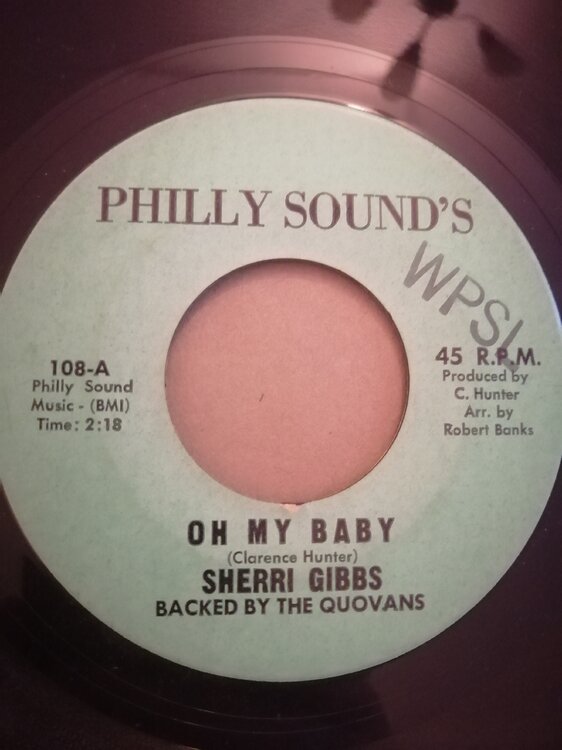 PHILLY SOUND'S
WPSL
108-A
Philly Sound
Music - (BMI)
Time: 2:18
45 R.P.M.
Produced by
C. Hunter
Arr. by
Robert Banks
OH MY BABY
(Clarence Hunter)
SHERRI GIBBS
BACKED BY THE QUOVANS